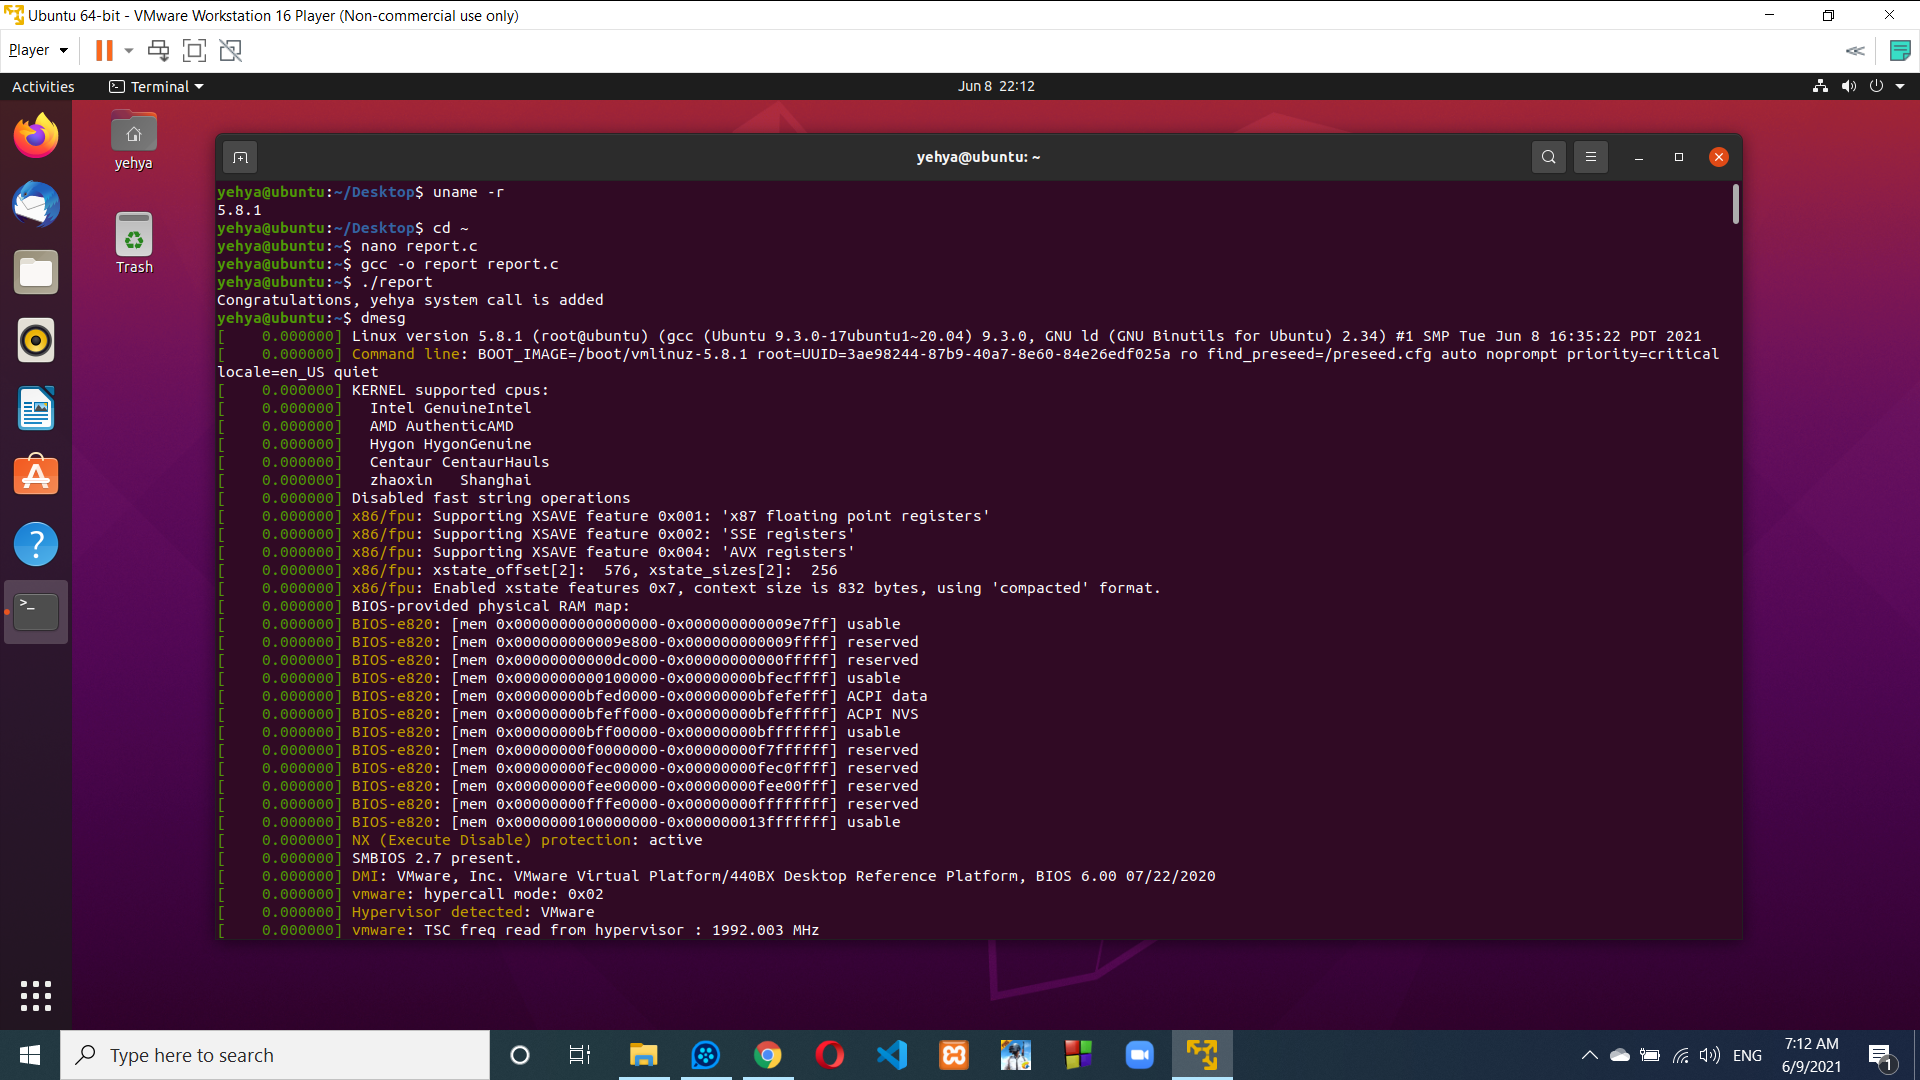 Ubuntu 64-bit - VMware Workstation 16 Player (Non-commercial use only)
Player
Activities
Terminal
Jun 8 22:12
yehya
Trash
yehya@ubuntu: ~
yehya@ubuntu:~/Desktop$ uname -r
5.8.1
yehya@ubuntu:~/Desktop$ cd ~
yehya@ubuntu:~$ nano report.c
yehya@ubuntu:~$ gcc -o report report.c
yehya@ubuntu:~$ ./report
Congratulations, yehya system call is added
yehya@ubuntu:~$ dmesg
[    0.000000] Linux version 5.8.1 (root@ubuntu) (gcc (Ubuntu 9.3.0-17ubuntu1~20.04) 9.3.0, GNU ld (GNU Binutils for Ubuntu) 2.34) #1 SMP Tue Jun 8 16:35:22 PDT 2021
[    0.000000] Command line: BOOT_IMAGE=/boot/vmlinuz-5.8.1 root=UUID=3ae98244-87b9-40a7-8e60-84e26edf025a ro find_preseed=/preseed.cfg auto noprompt priority=critical
locale=en_US quiet
[    0.000000] KERNEL supported cpus:
[    0.000000]   Intel GenuineIntel
[    0.000000]   AMD AuthenticAMD
[    0.000000]   Hygon HygonGenuine
[    0.000000]   Centaur CentaurHauls
[    0.000000]   zhaoxin   Shanghai
[    0.000000] Disabled fast string operations
[    0.000000] x86/fpu: Supporting XSAVE feature 0x001: 'x87 floating point registers'
[    0.000000] x86/fpu: Supporting XSAVE feature 0x002: 'SSE registers'
[    0.000000] x86/fpu: Supporting XSAVE feature 0x004: 'AVX registers'
[    0.000000] x86/fpu: xstate_offset[2]:  576, xstate_sizes[2]:  256
[    0.000000] x86/fpu: Enabled xstate features 0x7, context size is 832 bytes, using 'compacted' format.
[    0.000000] BIOS-provided physical RAM map:
[    0.000000] BIOS-e820: [mem 0x0000000000000000-0x000000000009e7ff] usable
[    0.000000] BIOS-e820: [mem 0x000000000009e800-0x000000000009ffff] reserved
[    0.000000] BIOS-e820: [mem 0x00000000000dc000-0x00000000000fffff] reserved
[    0.000000] BIOS-e820: [mem 0x0000000000100000-0x00000000bfecffff] usable
[    0.000000] BIOS-e820: [mem 0x00000000bfed0000-0x00000000bfefefff] ACPI data
[    0.000000] BIOS-e820: [mem 0x00000000bfeff000-0x00000000bfefffff] ACPI NVS
[    0.000000] BIOS-e820: [mem 0x00000000bff00000-0x00000000bfffffff] usable
[    0.000000] BIOS-e820: [mem 0x00000000f0000000-0x00000000f7ffffff] reserved
[    0.000000] BIOS-e820: [mem 0x00000000fec00000-0x00000000fec0ffff] reserved
[    0.000000] BIOS-e820: [mem 0x00000000fee00000-0x00000000fee00fff] reserved
[    0.000000] BIOS-e820: [mem 0x00000000fffe0000-0x00000000ffffffff] reserved
[    0.000000] BIOS-e820: [mem 0x0000000100000000-0x000000013fffffff] usable
[    0.000000] NX (Execute Disable) protection: active
[    0.000000] SMBIOS 2.7 present.
[    0.000000] DMI: VMware, Inc. VMware Virtual Platform/440BX Desktop Reference Platform, BIOS 6.00 07/22/2020
[    0.000000] vmware: hypercall mode: 0x02
[    0.000000] Hypervisor detected: VMware
[    0.000000] vmware: TSC freq read from hypervisor : 1992.003 MHz
Type here to search
ENG
7:12 AM
6/9/2021
1